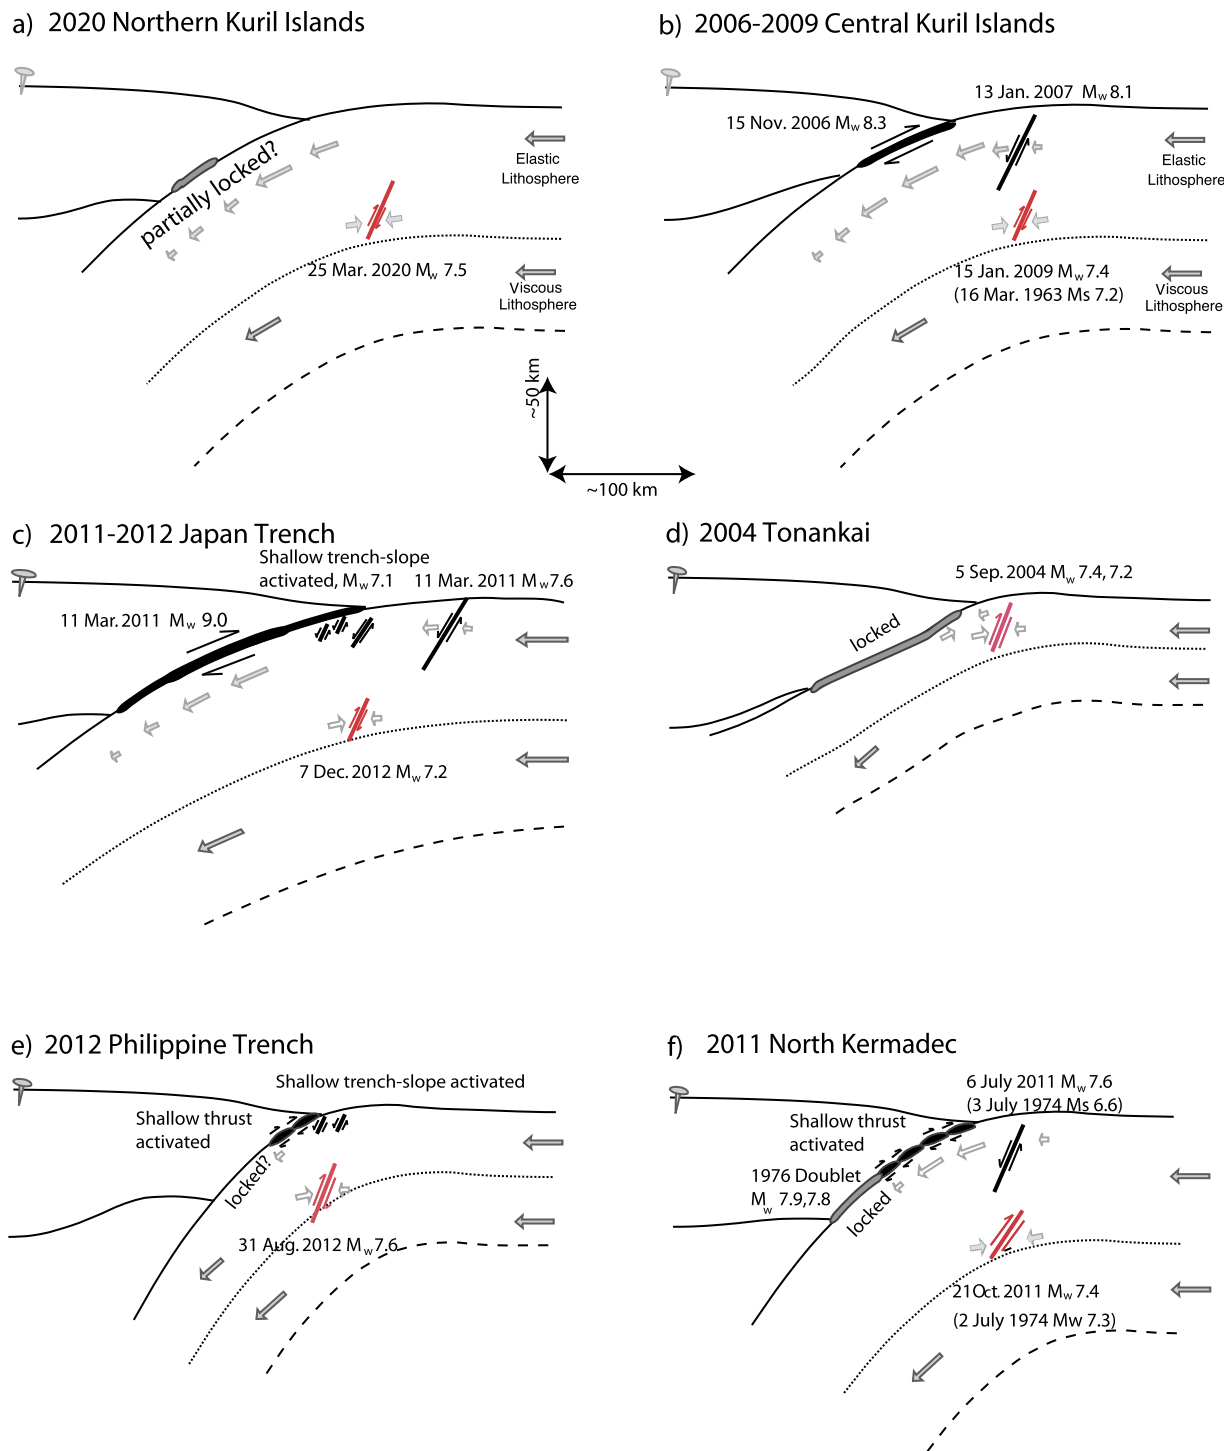 a) 2020 Northern Kuril Islands
partially locked?
Elastic
Lithosphere
25 Mar. 2020 Mw 7.5
Viscous
Lithosphere
b) 2006-2009 Central Kuril Islands
13 Jan. 2007 Mw 8.1
15 Nov. 2006 Mw 8.3
Elastic
Lithosphere
15 Jan. 2009 Mw 7.4
(16 Mar. 1963 Ms 7.2)
Viscous
Lithosphere
~50 km
~100 km
c) 2011-2012 Japan Trench
Shallow trench-slope
activated, Mw 7.1
11 Mar. 2011 Mw 7.6
11 Mar. 2011 Mw 9.0
7 Dec. 2012 Mw 7.2
d) 2004 Tonankai
5 Sep. 2004 Mw 7.4, 7.2
locked
e) 2012 Philippine Trench
Shallow trench-slope activated
Shallow thrust
activated
locked?
31 Aug. 2012 Mw 7.6
f) 2011 North Kermadec
6 July 2011 Mw 7.6
(3 July 1974 Ms 6.6)
Shallow thrust
activated
1976 Doublet
Mw 7.9,7.8
locked
21 Oct. 2011 Mw 7.4
(2 July 1974 Mw 7.3)